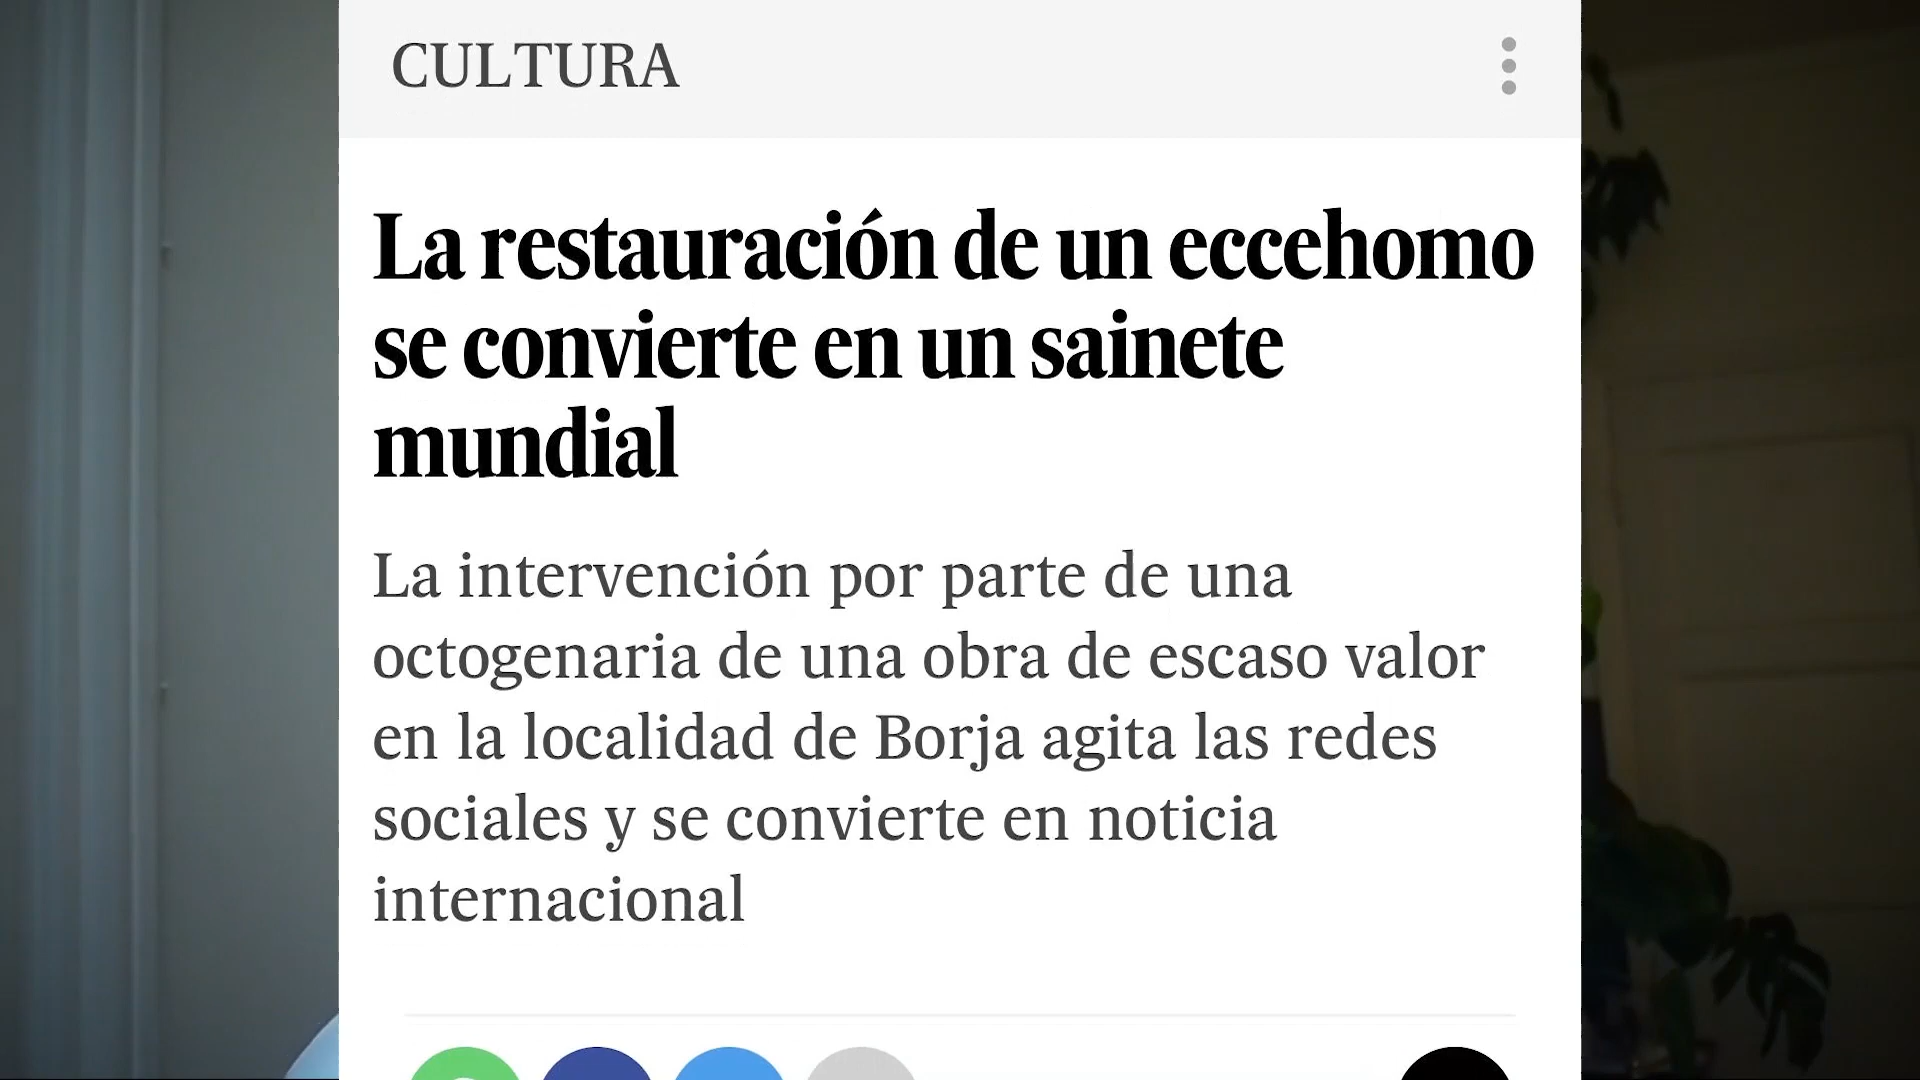 CULTURA
La restauración de un eccehomo
se convierte en un sainete
mundial
La intervención por parte de una
octogenaria de una obra de escaso valor
en la localidad de Borja agita las redes
sociales y se convierte en noticia
internacional